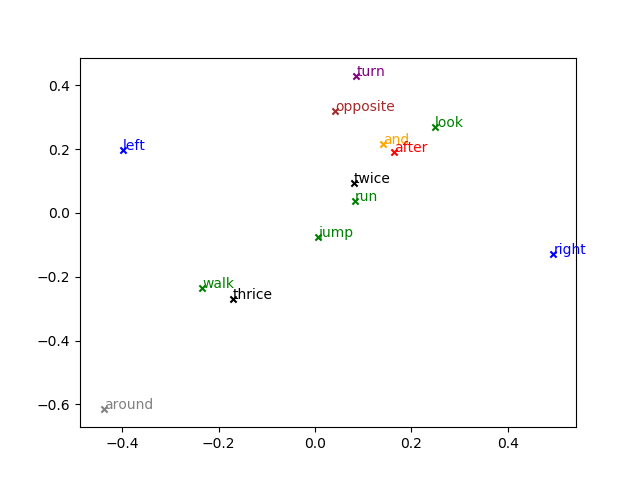 turn
0.4
opposite
look
and
left
after
0.2
twice
run
0.0
jump
right
walk
−0.2
thrice
−0.4
around
−0.6
−0.4 −0.2 0.0 0.2 0.4